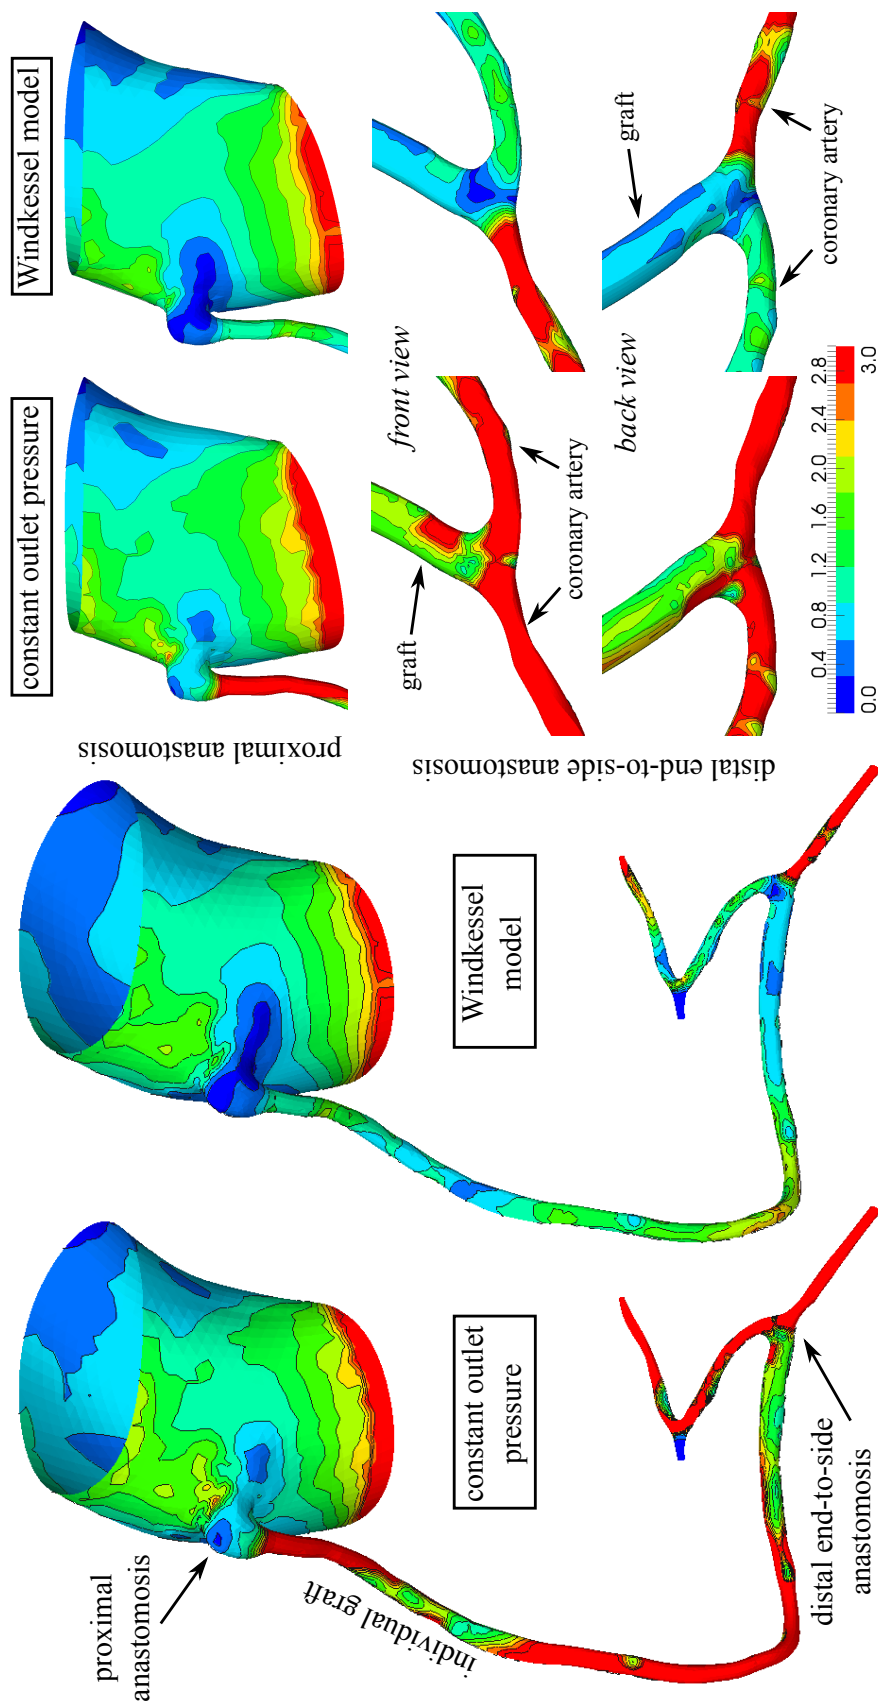 Windkessel model
constant outlet pressure
proximal anastomosis
front view
graft
coronary artery
graft
coronary artery
back view
distal end-to-side anastomosis
0.0
0.4
0.8
1.2
1.6
2.0
2.4
2.8
3.0
Windkessel
model
constant outlet
pressure
proximal
anastomosis
individual graft
distal end-to-side
anastomosis